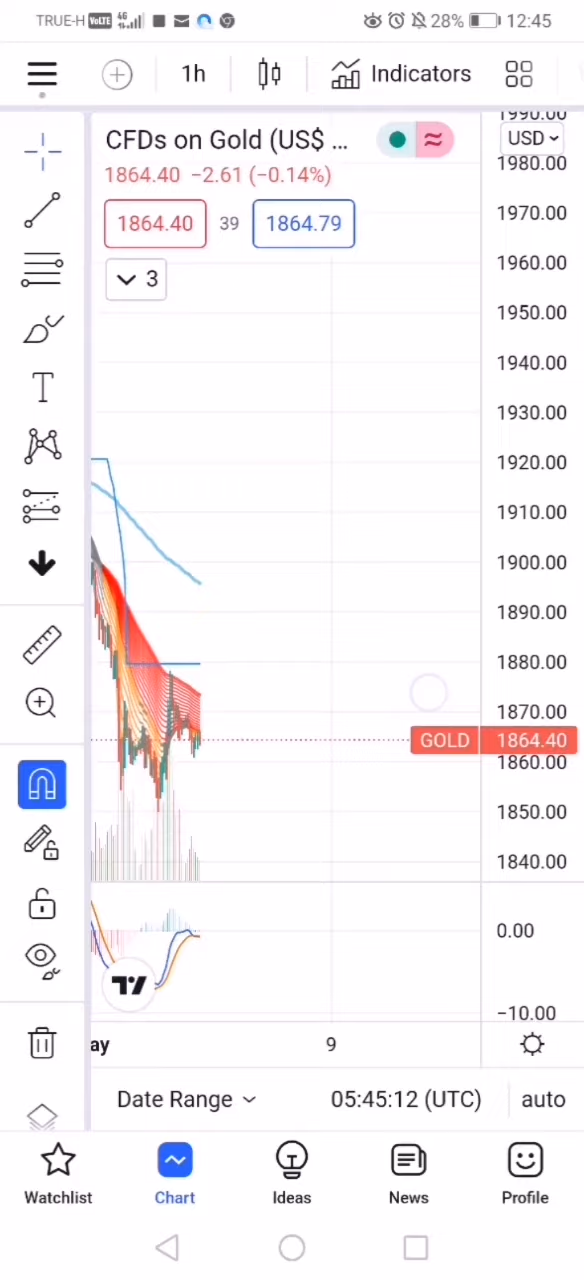 TRUE-H VoLTE 4G 28% 12:45
1h Indicators
CFDs on Gold (US$ ...
USD
1864.40 −2.61 (−0.14%)
1864.40 39 1864.79
3
1990.00
1980.00
1970.00
1960.00
1950.00
1940.00
1930.00
1920.00
1910.00
1900.00
1890.00
1880.00
1870.00
GOLD 1864.40
1860.00
1850.00
1840.00
0.00
−10.00
ay 9
Date Range 05:45:12 (UTC) auto
Watchlist Chart Ideas News Profile